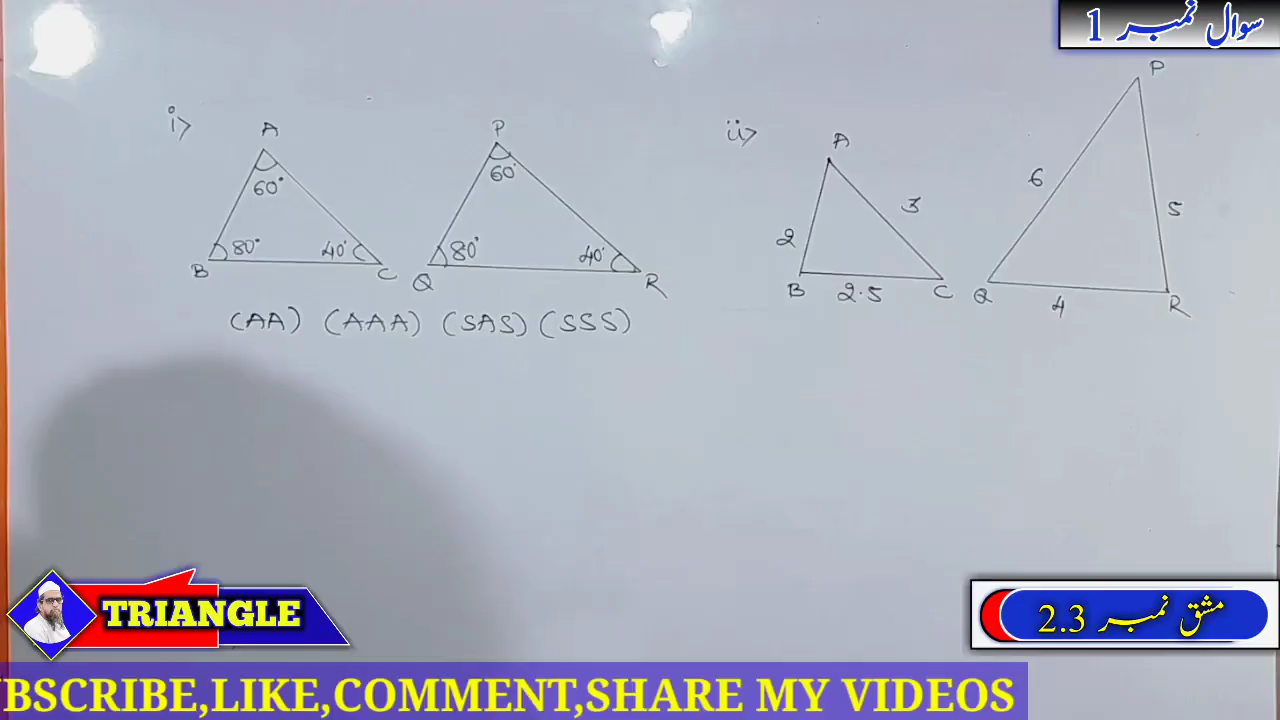 سوال نمبر 1
i>
A
60°
B
80°
40°
C
P
60°
Q
80°
40°
R
(AA) (AAA) (SAS) (SSS)
ii>
A
2
3
B
2.5
C
P
6
5
Q
4
R
TRIANGLE
مشق نمبر 2.3
BSCRIBE,LIKE,COMMENT,SHARE MY VIDEOS